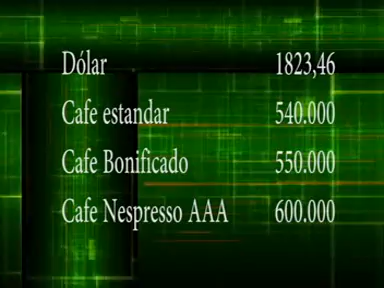 Dólar 1823,46
Cafe estandar 540.000
Cafe Bonificado 550.000
Cafe Nespresso AAA 600.000